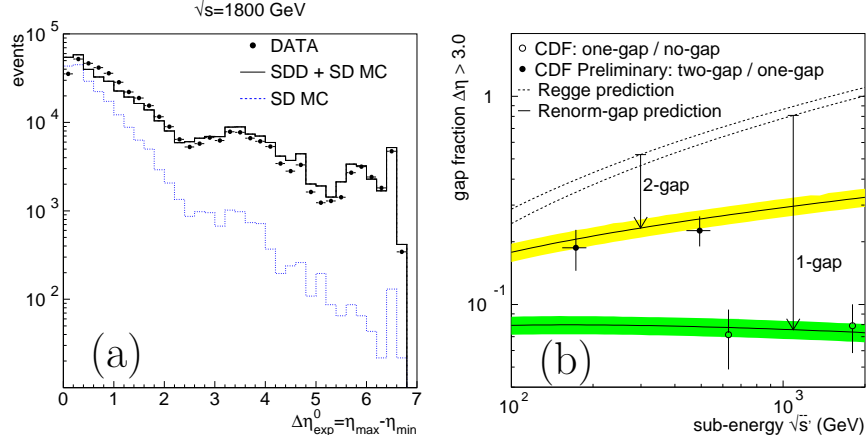 √s=1800 GeV
events
10^5
10^4
10^3
10^2
DATA
SDD + SD MC
SD MC
(a)
0 1 2 3 4 5 6 7
Δη^0_exp=η_max-η_min
gap fraction Δη > 3.0
1
10^-1
CDF: one-gap / no-gap
CDF Preliminary: two-gap / one-gap
Regge prediction
Renorm-gap prediction
2-gap
1-gap
(b)
10^2 10^3
sub-energy √s' (GeV)